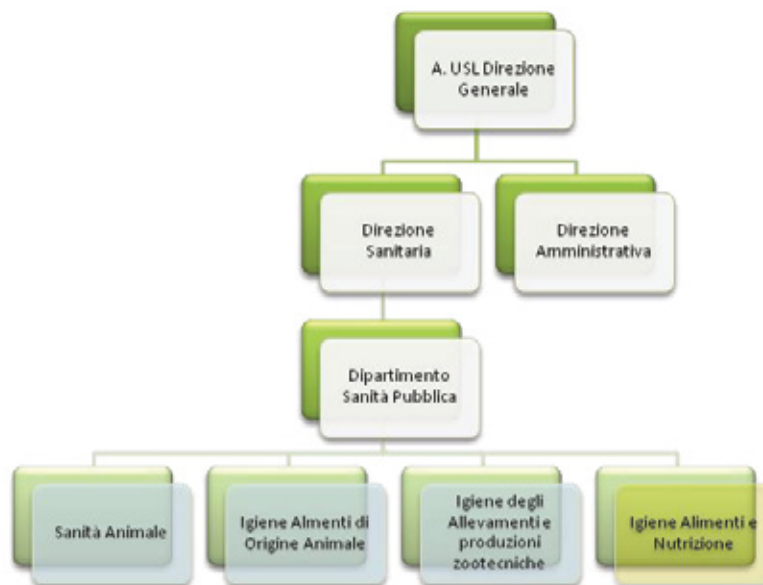 A. USL Direzione
Generale
Direzione
Sanitaria
Direzione
Amministrativa
Dipartimento
Sanità Pubblica
Sanità Animale
Igiene Almenti di
Origine Animale
Igiene degli
Allevamenti e
produzioni
zootecniche
Igiene Alimenti e
Nutrizione